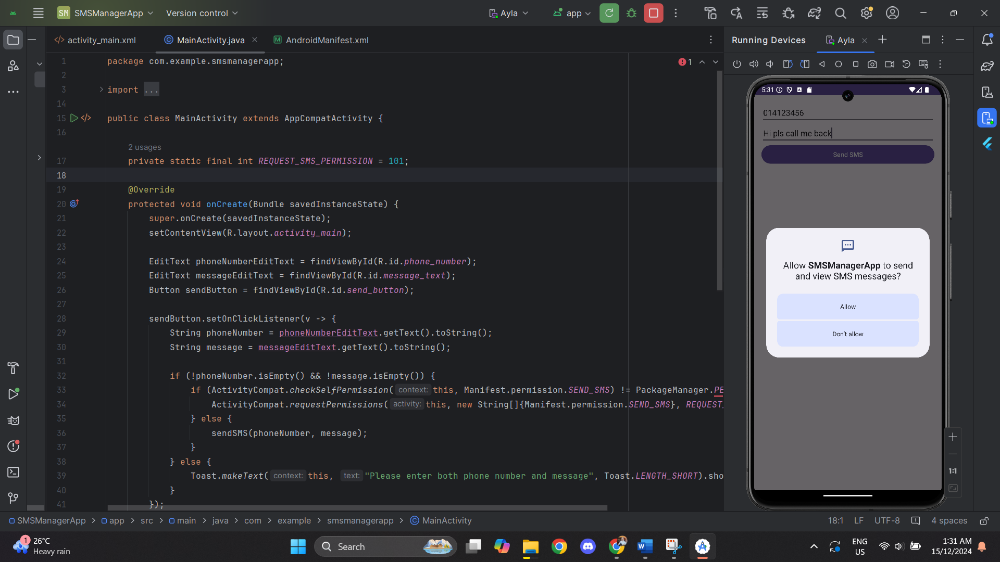 SM SMSManagerApp Version control Ayla app
activity_main.xml MainActivity.java AndroidManifest.xml Running Devices Ayla
1 package com.example.smsmanagerapp; 1
2
3 import ...
14
15 public class MainActivity extends AppCompatActivity {
16
2 usages
17 private static final int REQUEST_SMS_PERMISSION = 101;
18
19 @Override
20 protected void onCreate(Bundle savedInstanceState) {
21 super.onCreate(savedInstanceState);
22 setContentView(R.layout.activity_main);
23
24 EditText phoneNumberEditText = findViewById(R.id.phone_number);
25 EditText messageEditText = findViewById(R.id.message_text);
26 Button sendButton = findViewById(R.id.send_button);
27
28 sendButton.setOnClickListener(v -> {
29 String phoneNumber = phoneNumberEditText.getText().toString();
30 String message = messageEditText.getText().toString();
31
32 if (!phoneNumber.isEmpty() && !message.isEmpty()) {
33 if (ActivityCompat.checkSelfPermission( context: this, Manifest.permission.SEND_SMS) != PackageManager.PE
34 ActivityCompat.requestPermissions( activity: this, new String[]{Manifest.permission.SEND_SMS}, REQUEST_
35 } else {
36 sendSMS(phoneNumber, message);
37 }
38 } else {
39 Toast.makeText( context: this, text: "Please enter both phone number and message", Toast.LENGTH_SHORT).sho
40 }
41 });
5:31
014123456
Hi pls call me back
Send SMS
Allow SMSManagerApp to send
and view SMS messages?
Allow
Don't allow
1:1
SMSManagerApp > app > src > main > java > com > example > smsmanagerapp > MainActivity 18:1 LF UTF-8 4 spaces
1 26°C
Heavy rain
Search
ENG
US
1:31 AM
15/12/2024